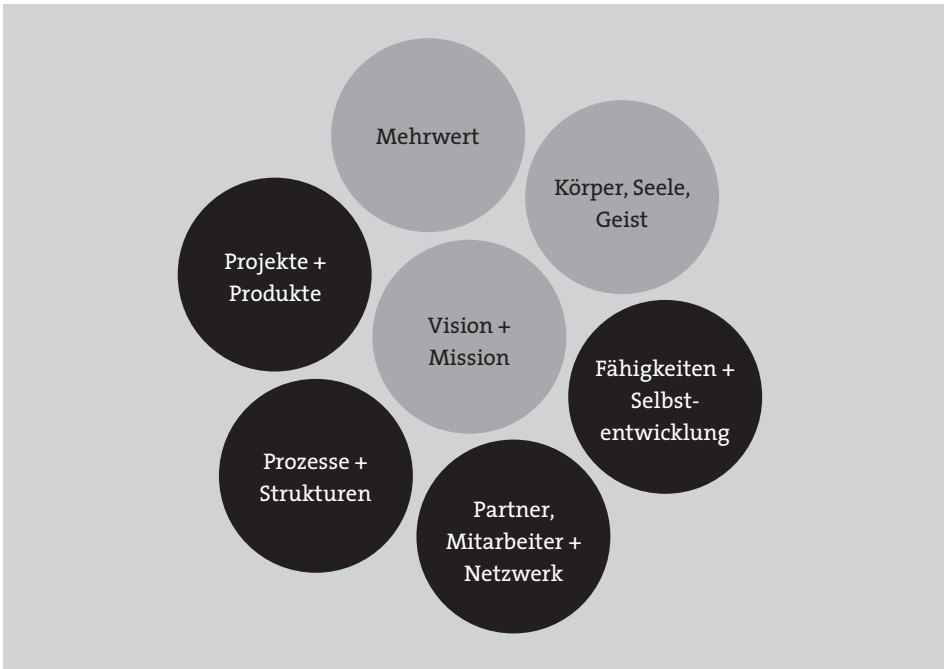 Mehrwert
Körper, Seele,
Geist
Projekte +
Produkte
Vision +
Mission
Fähigkeiten +
Selbst-
entwicklung
Prozesse +
Strukturen
Partner,
Mitarbeiter +
Netzwerk